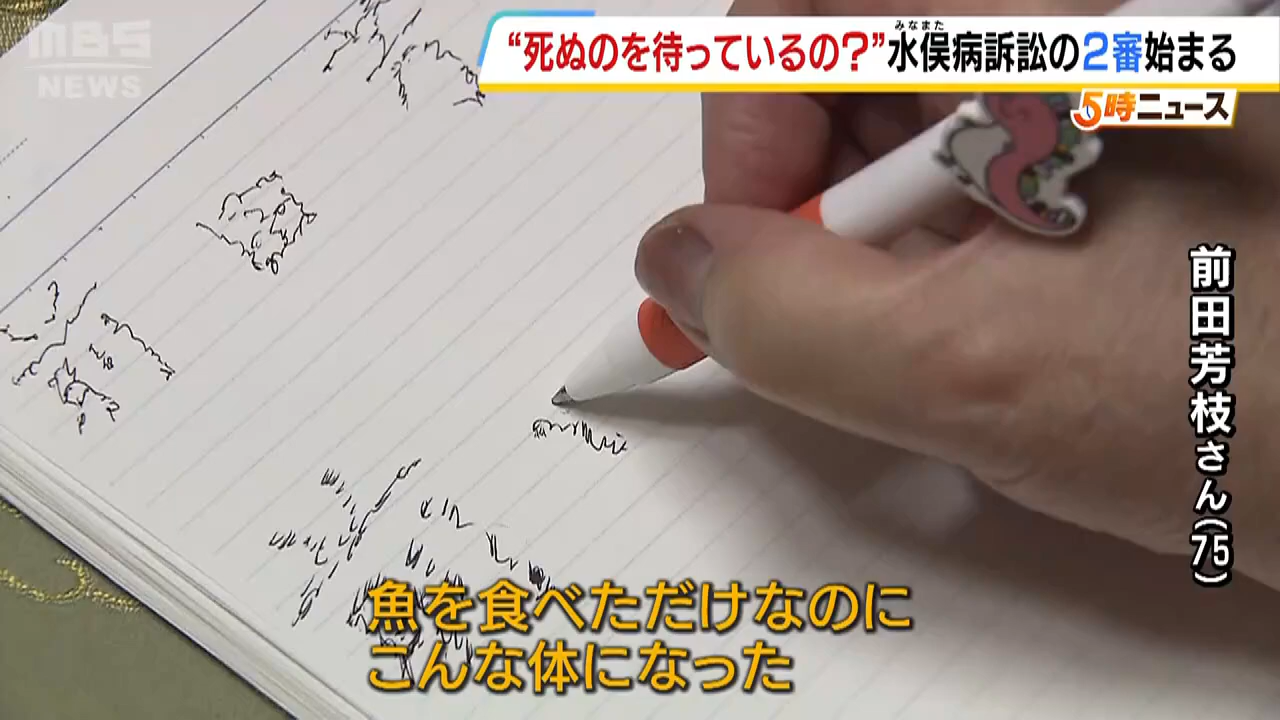 MBS
NEWS
“死ぬのを待っているの？”水俣病訴訟の2審始まる
みなまた
5時ニュース
前田芳枝さん(75)
魚を食べただけなのに
こんな体になった